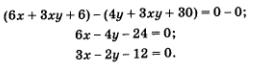 (6x + 3xy + 6) – (4y + 3xy + 30) = 0 – 0;
6x – 4y – 24 = 0;
3x – 2y – 12 = 0.